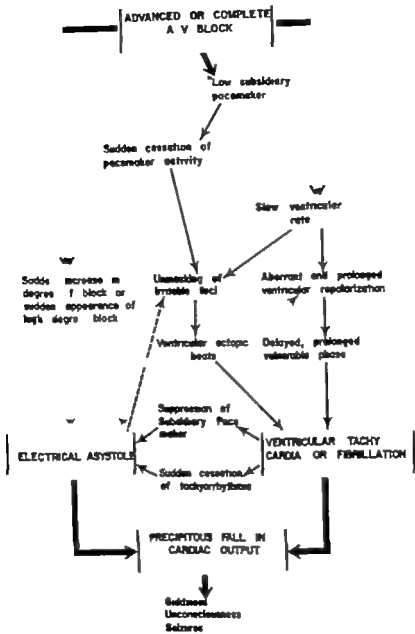 ADVANCED OR COMPLETE
A V BLOCK
Low subsidiary
pacemaker
Sudden cessation of
pacemaker activity
Slow ventricular
rate
increase in
degree f block or
sudden appearance of
block
Unmasking of
irritable foci
Aberrant and prolonged
ventricular repolarization
Ventricular ectopic
beats
Delayed, prolonged
vulnerable phase
Suppression of
Subsidiary Pace
maker
ELECTRICAL ASYSTOLE
VENTRICULAR TACHY
CARDIA OR FIBRILLATION
Sudden cessation
of tachyarrhythmia
PRECIPITOUS FALL IN
CARDIAC OUTPUT
Unconsciousness
Seizures